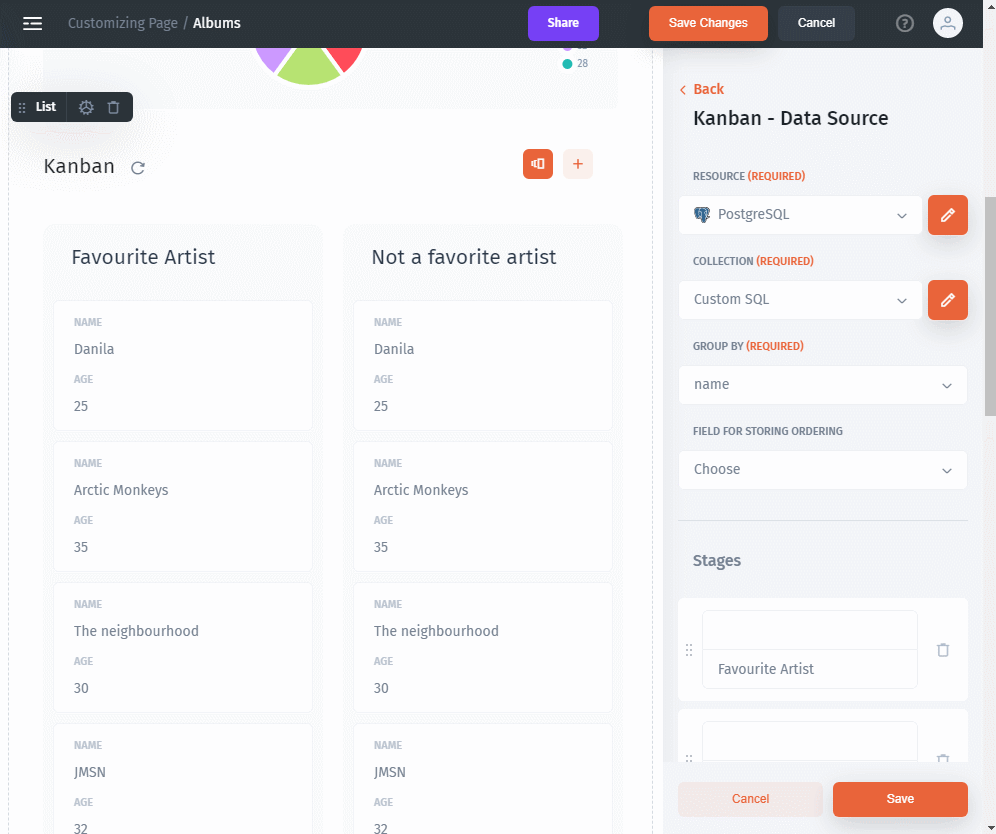 Customizing Page / Albums
Share
Save Changes
Cancel
?
28
List
Kanban
+
Favourite Artist
NAME
Danila
AGE
25
NAME
Arctic Monkeys
AGE
35
NAME
The neighbourhood
AGE
30
NAME
JMSN
AGE
32
Not a favorite artist
NAME
Danila
AGE
25
NAME
Arctic Monkeys
AGE
35
NAME
The neighbourhood
AGE
30
NAME
JMSN
AGE
32
Back
Kanban - Data Source
RESOURCE (REQUIRED)
PostgreSQL
COLLECTION (REQUIRED)
Custom SQL
GROUP BY (REQUIRED)
name
FIELD FOR STORING ORDERING
Choose
Stages
Favourite Artist
Cancel
Save